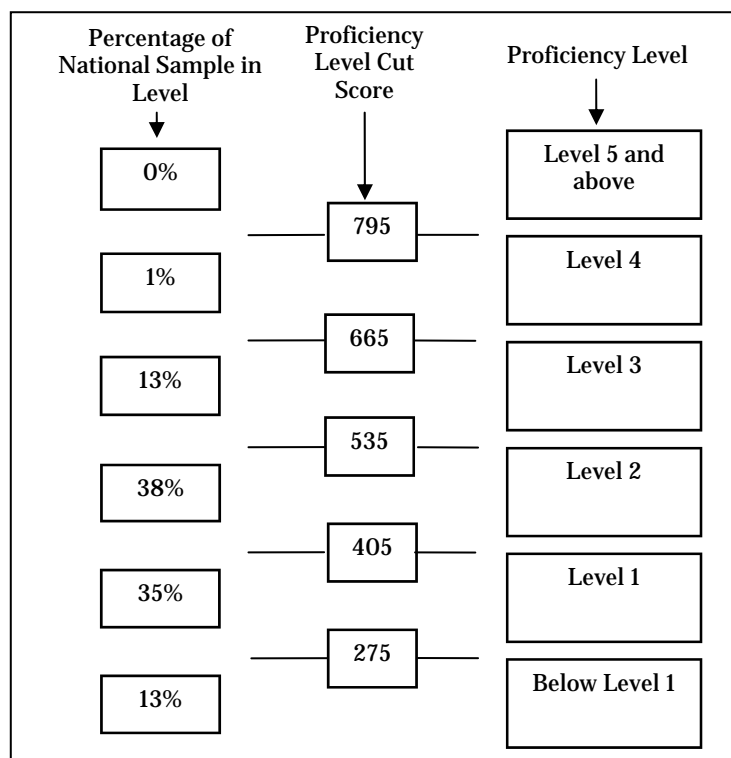 Percentage of
National Sample in
Level
Proficiency
Level Cut
Score
Proficiency Level
0%
Level 5 and
above
795
1%
Level 4
665
13%
Level 3
535
38%
Level 2
405
35%
Level 1
275
13%
Below Level 1